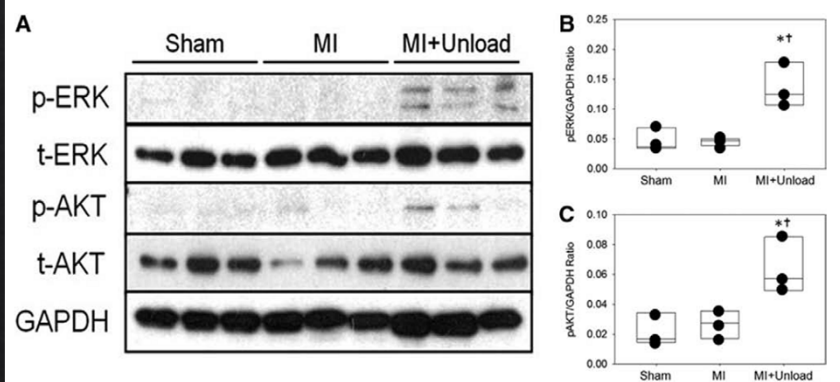 A
Sham MI MI+Unload
p-ERK
t-ERK
p-AKT
t-AKT
GAPDH
B
pERK/GAPDH Ratio
0.25
0.20
0.15
0.10
0.05
0.00
*†
Sham MI MI+Unload
C
pAKT/GAPDH Ratio
0.10
0.08
0.06
0.04
0.02
0.00
*†
Sham MI MI+Unload